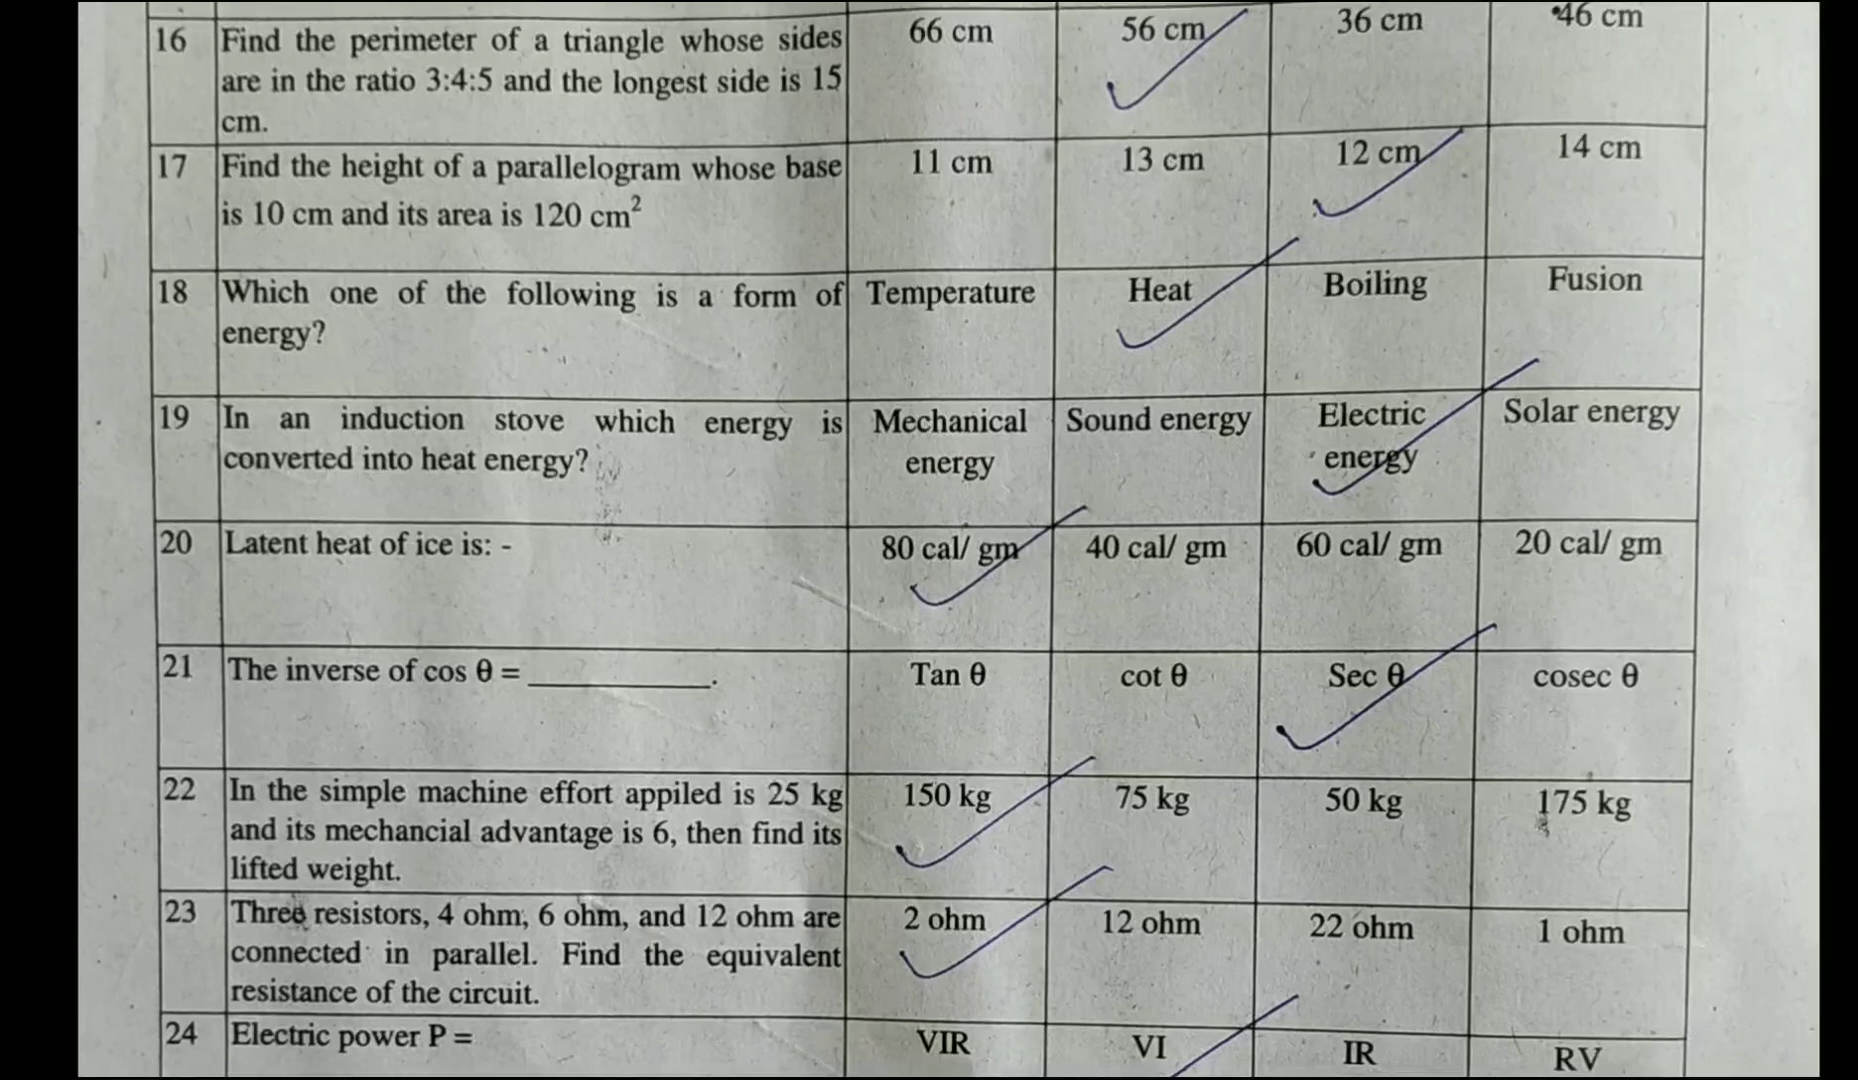 16 Find the perimeter of a triangle whose sides 66 cm 56 cm 36 cm 46 cm
are in the ratio 3:4:5 and the longest side is 15
cm.
17 Find the height of a parallelogram whose base 11 cm 13 cm 12 cm 14 cm
is 10 cm and its area is 120 cm²
18 Which one of the following is a form of Temperature Heat Boiling Fusion
energy?
19 In an induction stove which energy is Mechanical Sound energy Electric Solar energy
converted into heat energy? energy energy
20 Latent heat of ice is: - 80 cal/ gm 40 cal/ gm 60 cal/ gm 20 cal/ gm
21 The inverse of cos θ = ____________. Tan θ cot θ Sec θ cosec θ
22 In the simple machine effort appiled is 25 kg 150 kg 75 kg 50 kg 175 kg
and its mechancial advantage is 6, then find its
lifted weight.
23 Three resistors, 4 ohm, 6 ohm, and 12 ohm are 2 ohm 12 ohm 22 ohm 1 ohm
connected in parallel. Find the equivalent
resistance of the circuit.
24 Electric power P = VIR VI IR RV